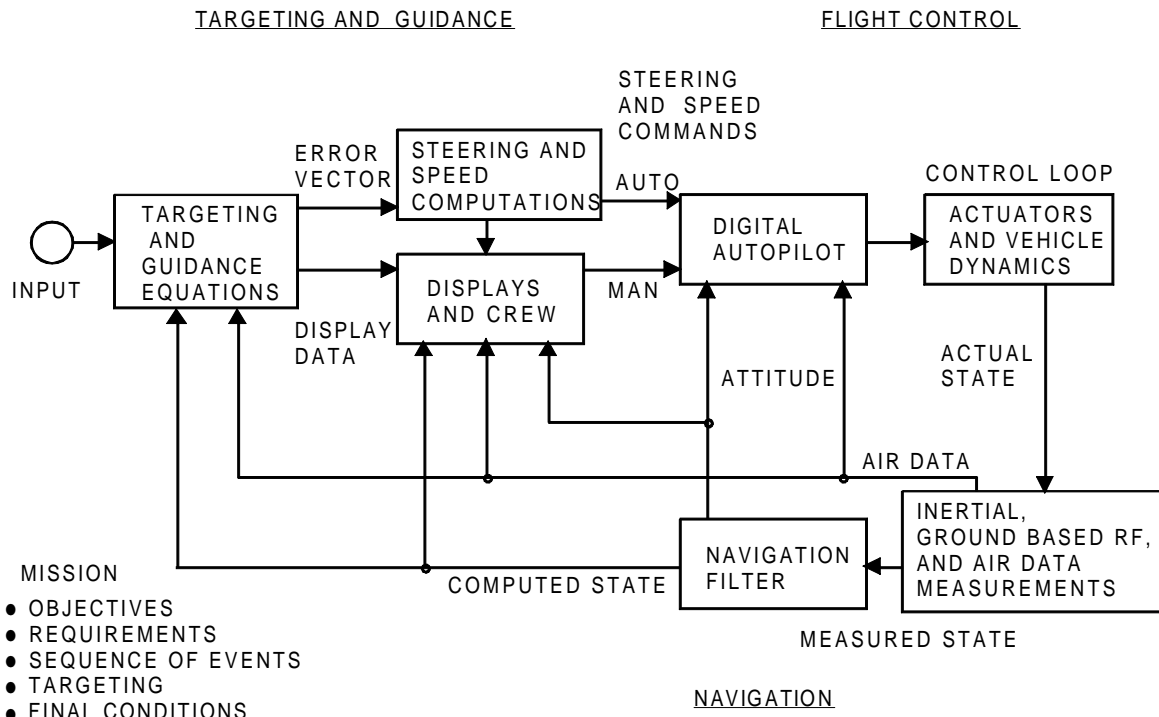 TARGETING AND GUIDANCE
FLIGHT CONTROL
STEERING
AND SPEED
COMMANDS
ERROR
VECTOR
STEERING AND
SPEED
COMPUTATIONS
AUTO
CONTROL LOOP
TARGETING
AND
GUIDANCE
EQUATIONS
DIGITAL
AUTOPILOT
ACTUATORS
AND VEHICLE
DYNAMICS
INPUT
DISPLAYS
AND CREW
MAN
DISPLAY
DATA
ATTITUDE
ACTUAL
STATE
AIR DATA
INERTIAL,
GROUND BASED RF,
AND AIR DATA
MEASUREMENTS
NAVIGATION
FILTER
COMPUTED STATE
MEASURED STATE
MISSION
● OBJECTIVES
● REQUIREMENTS
● SEQUENCE OF EVENTS
● TARGETING
● FINAL CONDITIONS
NAVIGATION